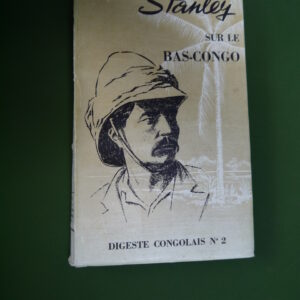 Stanley
SUR LE
BAS-CONGO
DIGESTE CONGOLAIS N° 2